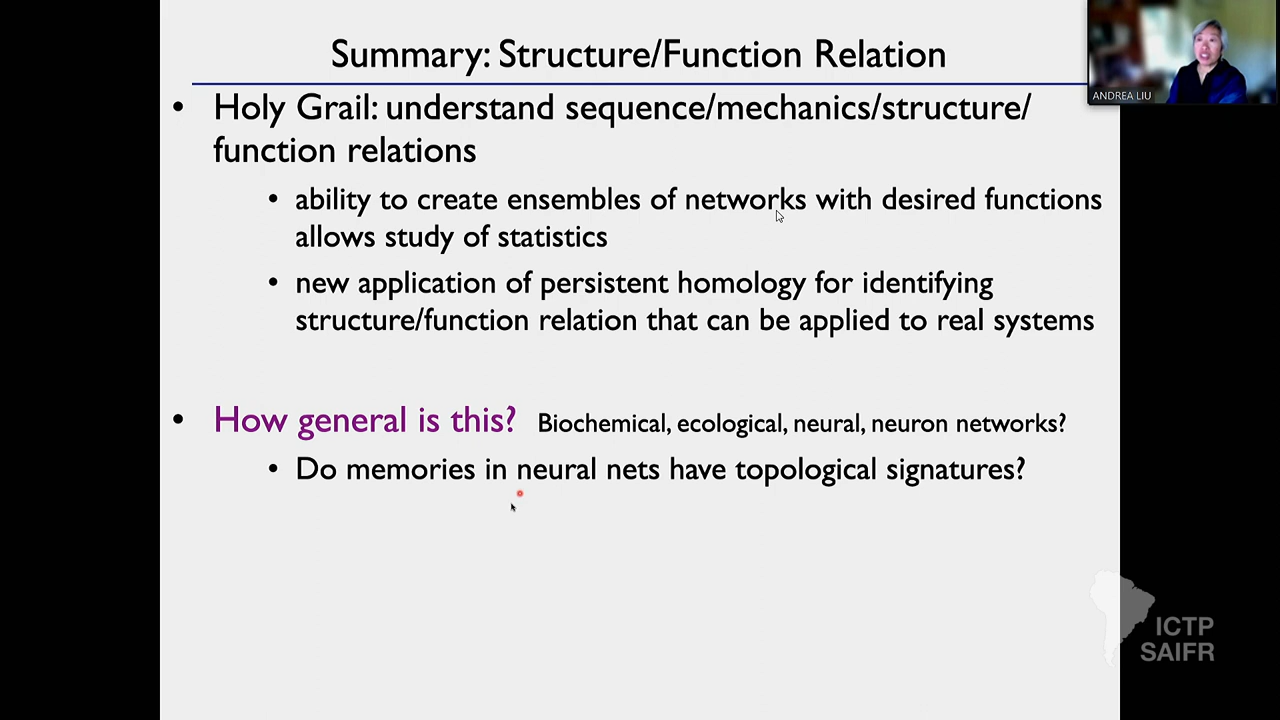 Summary: Structure/Function Relation
ANDREA LIU
• Holy Grail: understand sequence/mechanics/structure/
function relations
• ability to create ensembles of networks with desired functions
allows study of statistics
• new application of persistent homology for identifying
structure/function relation that can be applied to real systems
• How general is this? Biochemical, ecological, neural, neuron networks?
• Do memories in neural nets have topological signatures?
ICTP
SAIFR